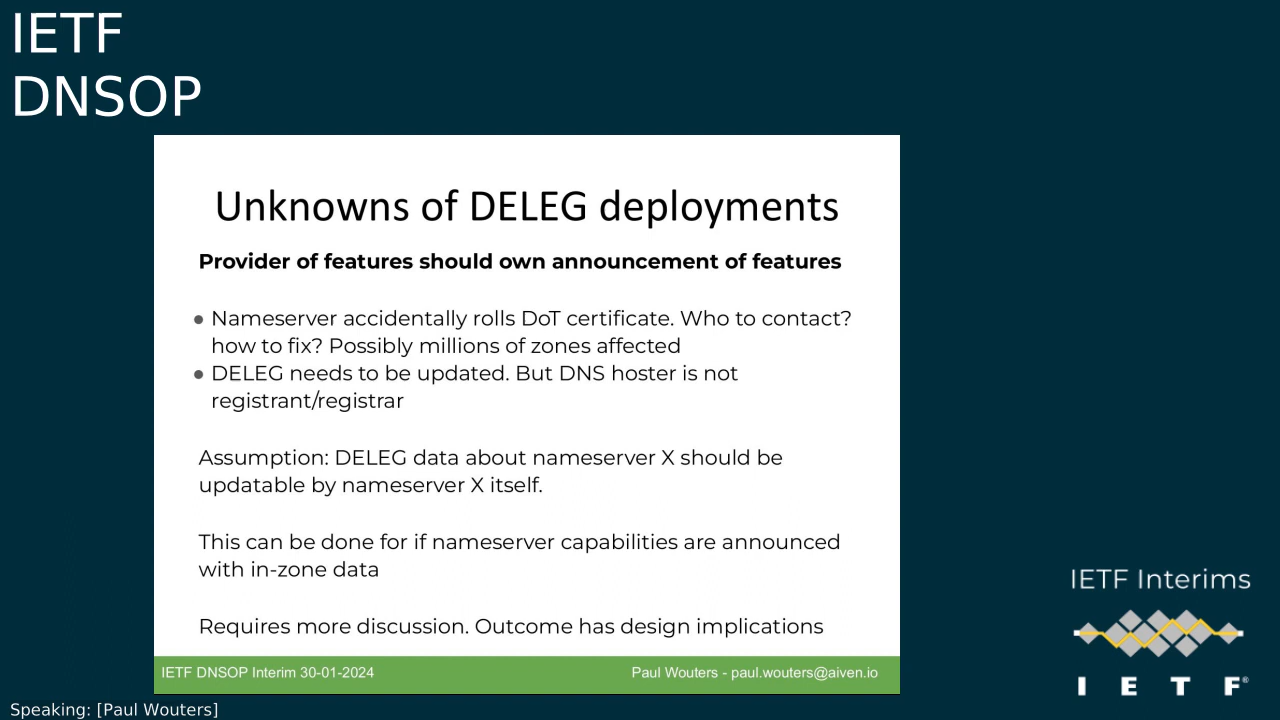 IETF
DNSOP
Unknowns of DELEG deployments
Provider of features should own announcement of features
● Nameserver accidentally rolls DoT certificate. Who to contact?
how to fix? Possibly millions of zones affected
● DELEG needs to be updated. But DNS hoster is not
registrant/registrar
Assumption: DELEG data about nameserver X should be
updatable by nameserver X itself.
This can be done for if nameserver capabilities are announced
with in-zone data
Requires more discussion. Outcome has design implications
IETF DNSOP Interim 30-01-2024
Paul Wouters - paul.wouters@aiven.io
IETF Interims
I E T F®
Speaking: [Paul Wouters]